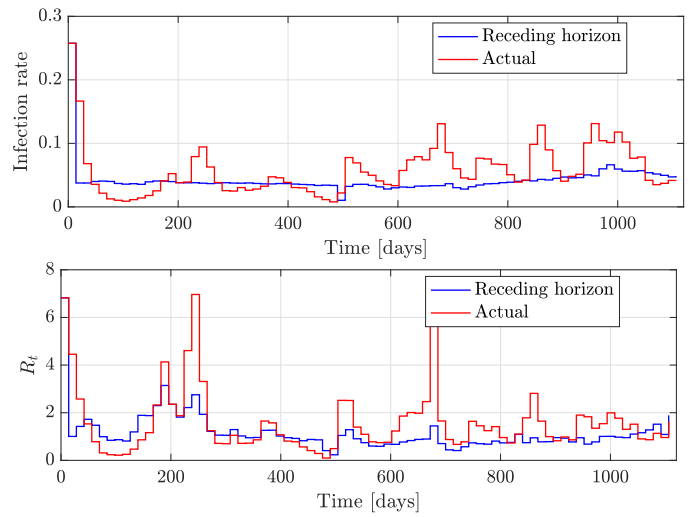 0.3
0.2
0.1
0
Infection rate
Receding horizon
Actual
0 200 400 600 800 1000
Time [days]
8
6
4
2
0
R_t
Receding horizon
Actual
0 200 400 600 800 1000
Time [days]